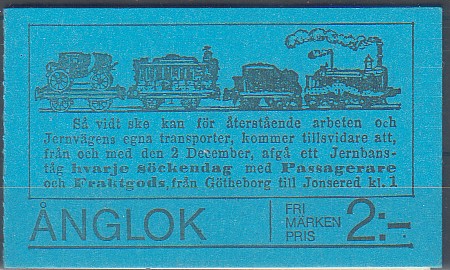 Så vidt ske kan för återstående arbeten och
Jernvägens egna transporter, kommer tillsvidare att,
från och med den 2 December, afgå ett Jernbans-
tåg hvarje söckendag med Passagerare
och Fraktgods, från Götheborg till Jonsered kl. 1
ÅNGLOK
FRI
MÄRKEN
PRIS
2:-